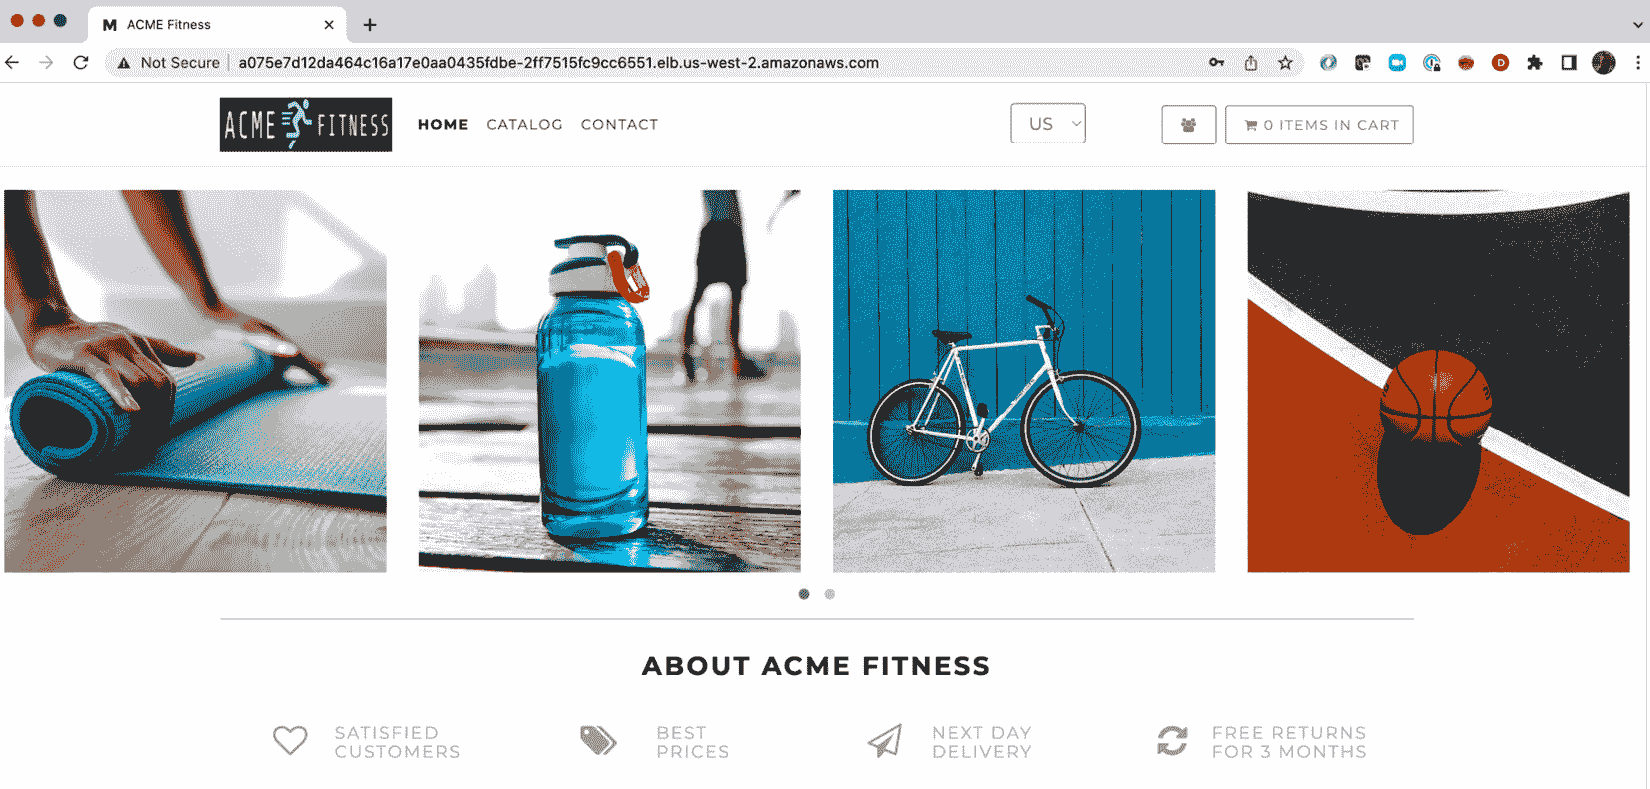 ACME Fitness
Not Secure
a075e7d12da464c16a17e0aa0435fdbe-2ff7515fc9cc6551.elb.us-west-2.amazonaws.com
D
ACME FITNESS
HOME
CATALOG
CONTACT
US
0 ITEMS IN CART
ABOUT ACME FITNESS
SATISFIED
CUSTOMERS
BEST
PRICES
NEXT DAY
DELIVERY
FREE RETURNS
FOR 3 MONTHS